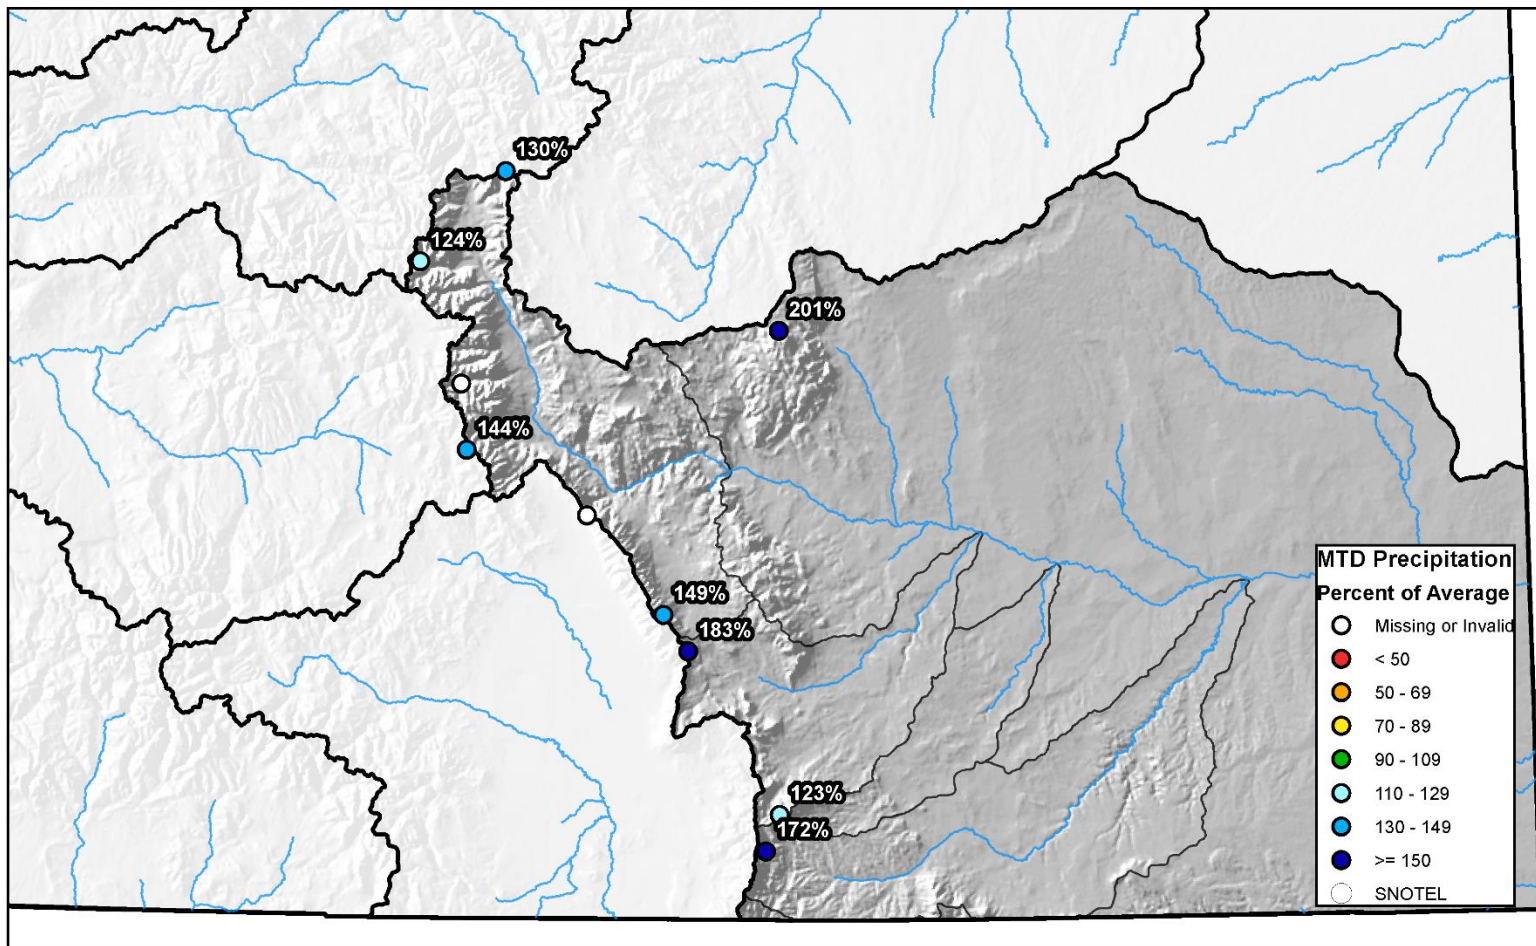 130%
124%
201%
144%
149%
183%
123%
172%
MTD Precipitation
Percent of Average
Missing or Invalid
< 50
50 - 69
70 - 89
90 - 109
110 - 129
130 - 149
>= 150
SNOTEL